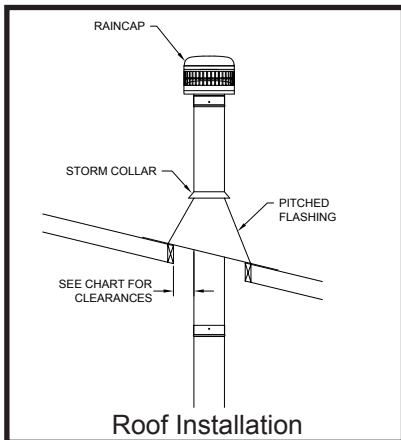 RAINCAP
STORM COLLAR
PITCHED
FLASHING
SEE CHART FOR
CLEARANCES
Roof Installation